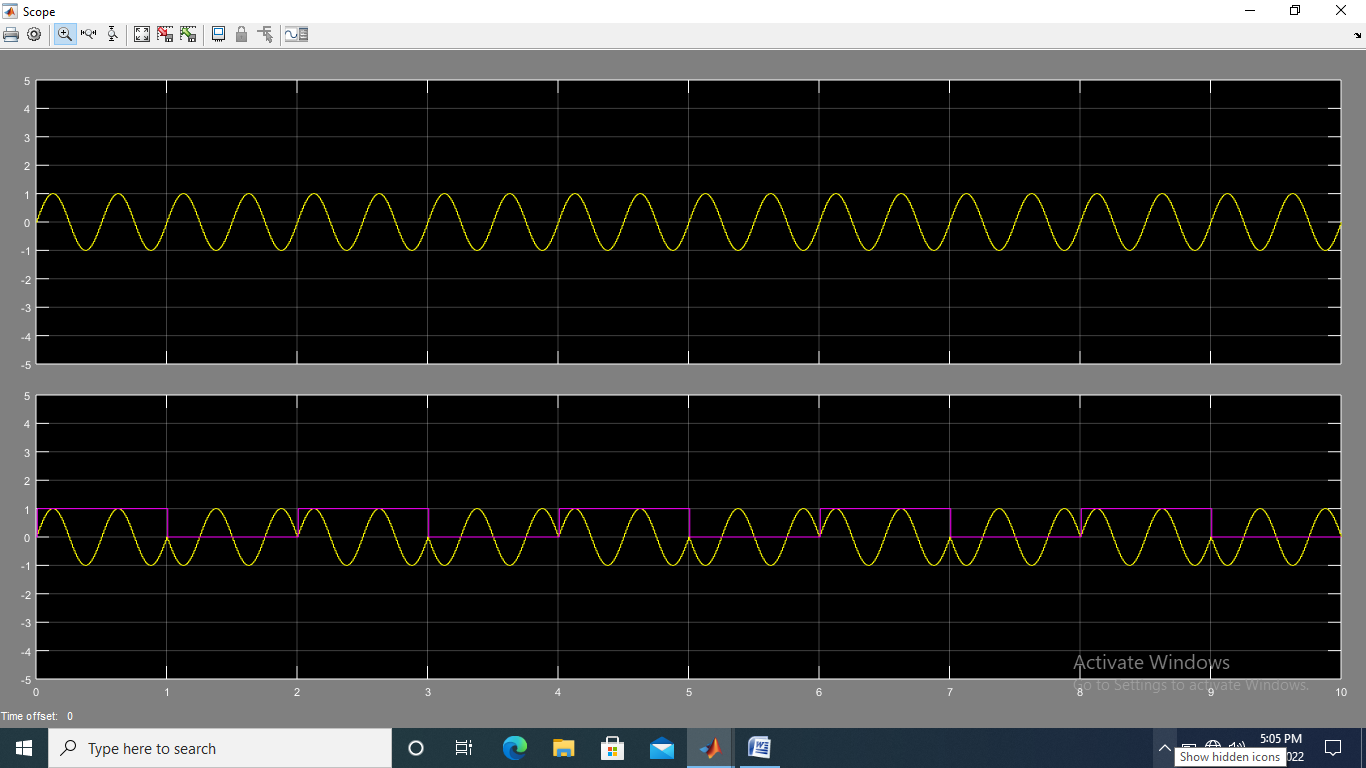 Scope
5
4
3
2
1
0
-1
-2
-3
-4
-5
5
4
3
2
1
0
-1
-2
-3
-4
-5
0 1 2 3 4 5 6 7 8 9 10
Activate Windows
Go to Settings to activate Windows.
Time offset: 0
Type here to search
W
5:05 PM
022
Show hidden icons